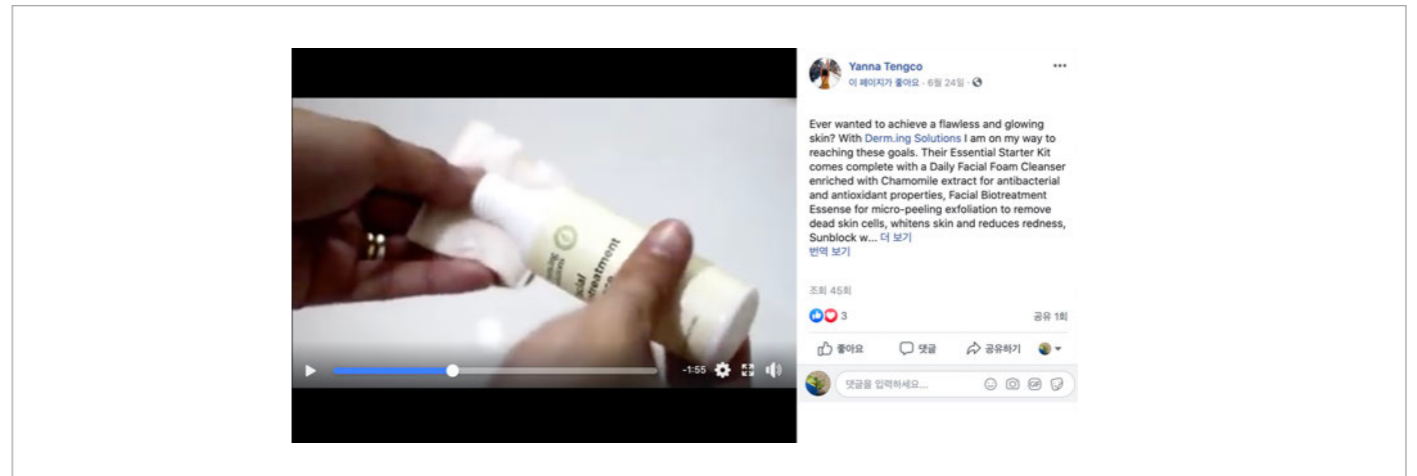 Yanna Tengco
이 페이지가 좋아요 · 6월 24일 ·
Ever wanted to achieve a flawless and glowing
skin? With Derm.ing Solutions I am on my way to
reaching these goals. Their Essential Starter Kit
comes complete with a Daily Facial Foam Cleanser
enriched with Chamomile extract for antibacterial
and antioxidant properties, Facial Biotreatment
Essense for micro-peeling exfoliation to remove
dead skin cells, whitens skin and reduces redness,
Sunblock w... 더 보기
번역 보기
조회 45회
3 공유 1회
좋아요 댓글 공유하기
댓글을 입력하세요... GIF
-1:55